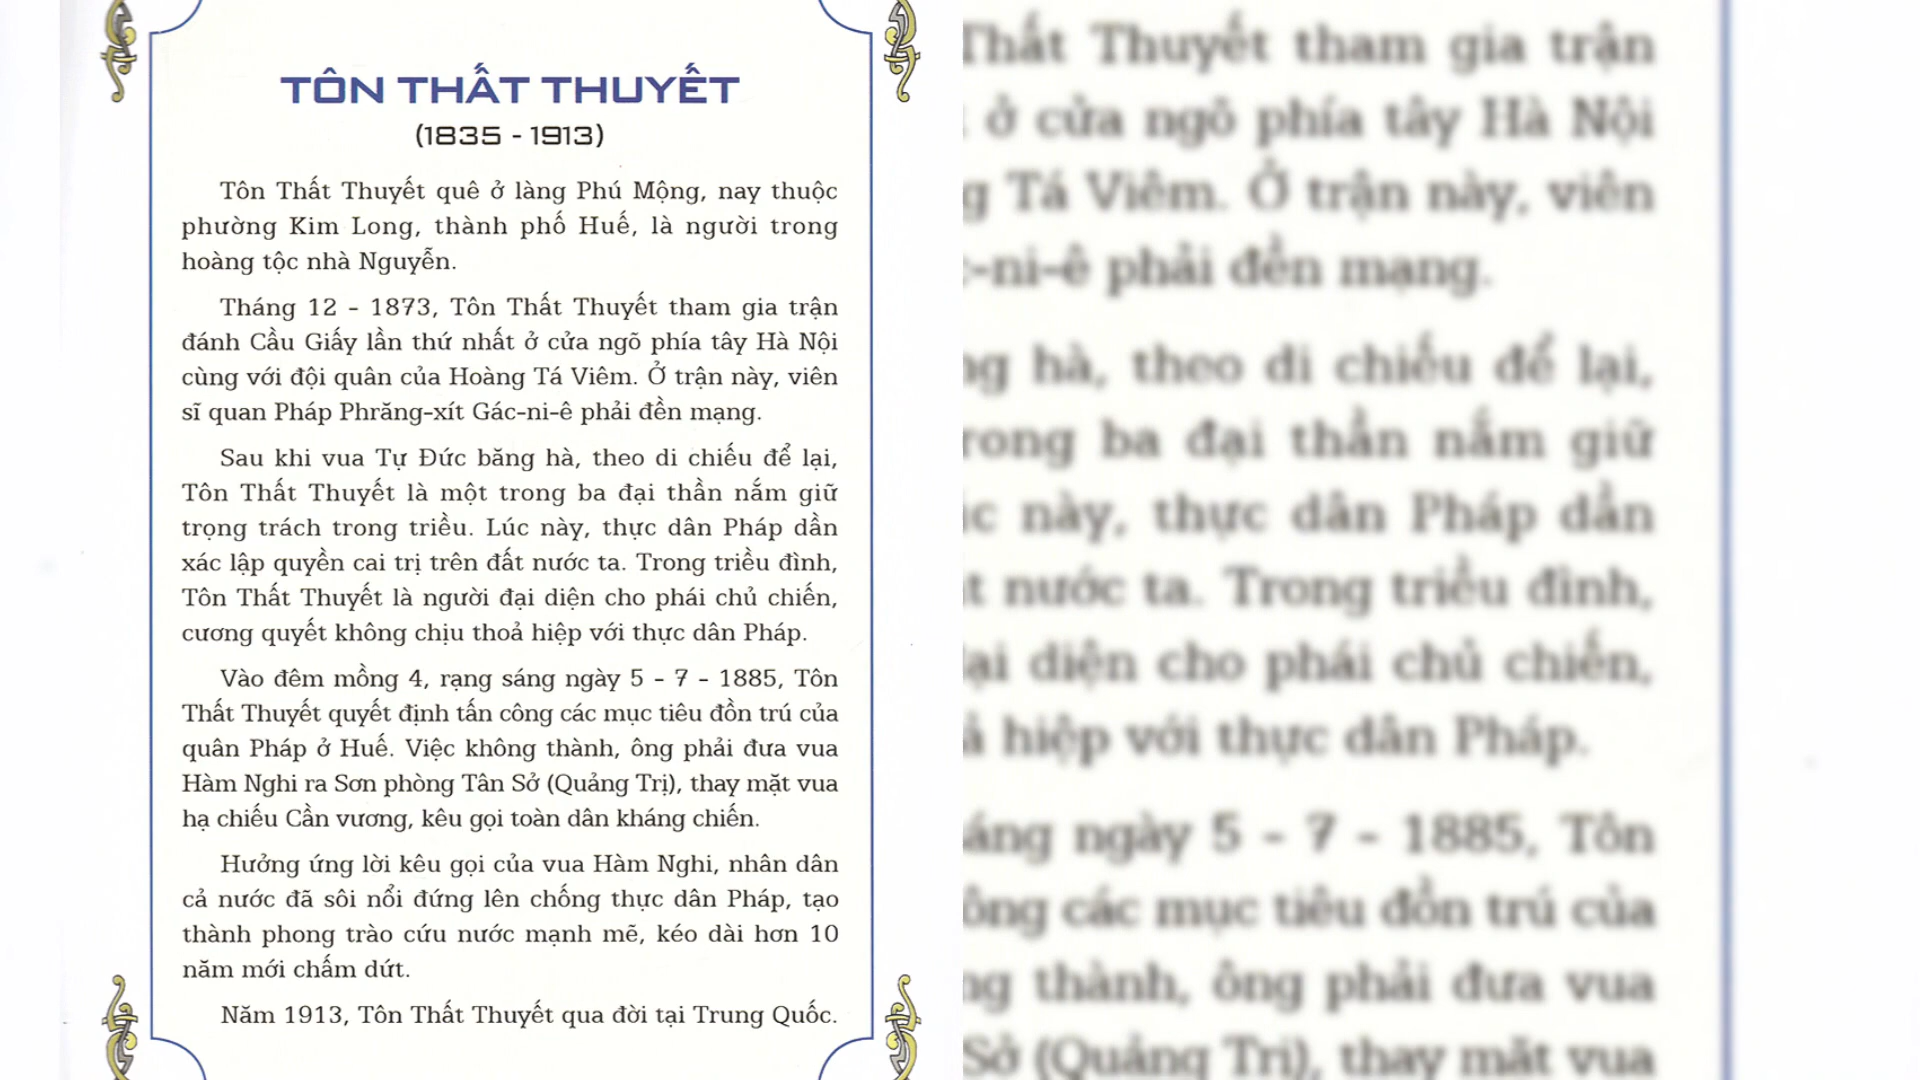 TÔN THẤT THUYẾT
(1835 - 1913)
Tôn Thất Thuyết quê ở làng Phú Mộng, nay thuộc
phường Kim Long, thành phố Huế, là người trong
hoàng tộc nhà Nguyễn.
Tháng 12 – 1873, Tôn Thất Thuyết tham gia trận
đánh Cầu Giấy lần thứ nhất ở cửa ngõ phía tây Hà Nội
cùng với đội quân của Hoàng Tá Viêm. Ở trận này, viên
sĩ quan Pháp Phrăng-xít Gác-ni-ê phải đền mạng.
Sau khi vua Tự Đức băng hà, theo di chiếu để lại,
Tôn Thất Thuyết là một trong ba đại thần nắm giữ
trọng trách trong triều. Lúc này, thực dân Pháp dần
xác lập quyền cai trị trên đất nước ta. Trong triều đình,
Tôn Thất Thuyết là người đại diện cho phái chủ chiến,
cương quyết không chịu thoả hiệp với thực dân Pháp.
Vào đêm mồng 4, rạng sáng ngày 5 – 7 – 1885, Tôn
Thất Thuyết quyết định tấn công các mục tiêu đồn trú của
quân Pháp ở Huế. Việc không thành, ông phải đưa vua
Hàm Nghi ra Sơn phòng Tân Sở (Quảng Trị), thay mặt vua
hạ chiếu Cần vương, kêu gọi toàn dân kháng chiến.
Hưởng ứng lời kêu gọi của vua Hàm Nghi, nhân dân
cả nước đã sôi nổi đứng lên chống thực dân Pháp, tạo
thành phong trào cứu nước mạnh mẽ, kéo dài hơn 10
năm mới chấm dứt.
Năm 1913, Tôn Thất Thuyết qua đời tại Trung Quốc.
Thất Thuyết tham gia trận
ở cửa ngõ phía tây Hà Nội
g Tá Viêm. Ở trận này, viên
-ni-ê phải đền mạng.
ng hà, theo di chiếu để lại,
rong ba đại thần nắm giữ
c này, thực dân Pháp dần
t nước ta. Trong triều đình,
ại diện cho phái chủ chiến,
ả hiệp với thực dân Pháp.
áng ngày 5 – 7 – 1885, Tôn
ông các mục tiêu đồn trú của
ng thành, ông phải đưa vua
Sở (Quảng Trị), thay mặt vua